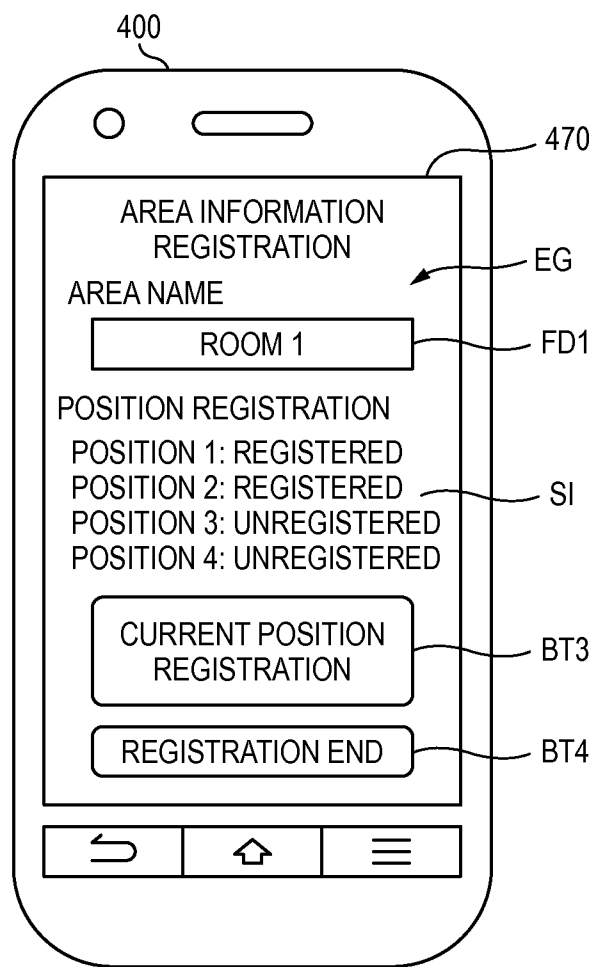 400
470
AREA INFORMATION
REGISTRATION
EG
AREA NAME
ROOM 1
FD1
POSITION REGISTRATION
POSITION 1: REGISTERED
POSITION 2: REGISTERED
SI
POSITION 3: UNREGISTERED
POSITION 4: UNREGISTERED
CURRENT POSITION
REGISTRATION
BT3
REGISTRATION END
BT4